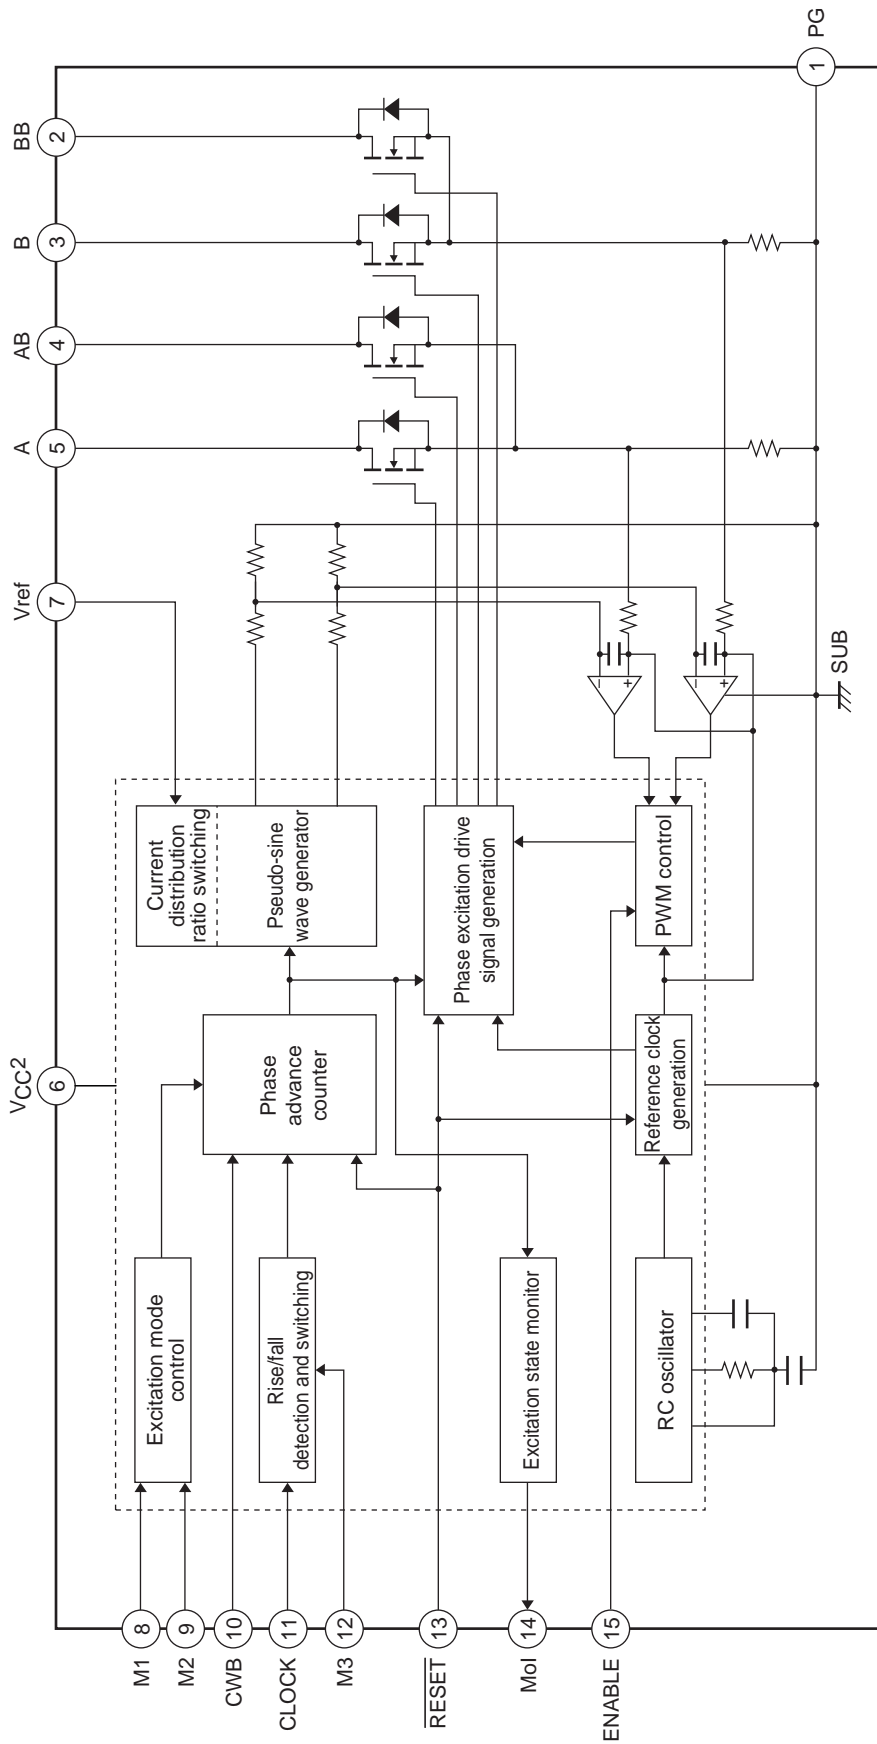 VCC2
6
Vref
7
A
5
AB
4
B
3
BB
2
PG
1
M1
8
M2
9
CWB
10
CLOCK
11
M3
12
RESET
13
MoI
14
ENABLE
15
Excitation mode
control
Phase
advance
counter
Current
distribution
ratio switching
Pseudo-sine
wave generator
Rise/fall
detection and switching
Phase excitation drive
signal generation
Excitation state monitor
RC oscillator
Reference clock
generation
PWM control
−
+
−
+
SUB